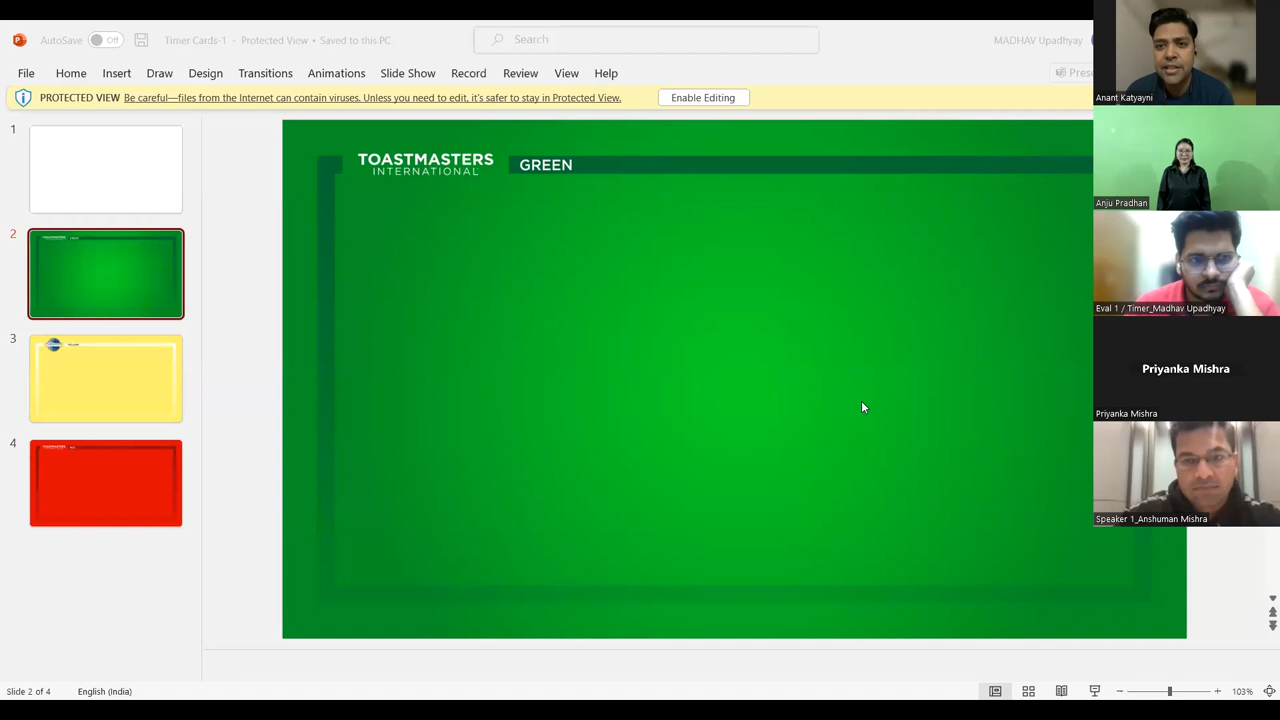 AutoSave
Off
Timer Cards-1 - Protected View • Saved to this PC
Search
MADHAV Upadhyay
File Home Insert Draw Design Transitions Animations Slide Show Record Review View Help
PROTECTED VIEW Be careful—files from the Internet can contain viruses. Unless you need to edit, it's safer to stay in Protected View.
Enable Editing
1
2
3
4
TOASTMASTERS
INTERNATIONAL
GREEN
Anant Katyayni
Anju Pradhan
Eval 1 / Timer_Madhav Upadhyay
Priyanka Mishra
Priyanka Mishra
Speaker 1_Anshuman Mishra
Slide 2 of 4
English (India)
103%